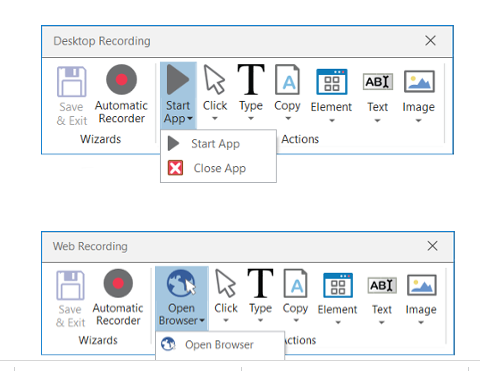 Desktop Recording
Save & Exit
Automatic Recorder
Start App
Click
Type
Copy
Element
Text
Image
ABI
A
T
Wizards
Actions
Start App
Close App
Web Recording
Save & Exit
Automatic Recorder
Open Browser
Click
Type
Copy
Element
Text
Image
ABI
A
T
Wizards
Actions
Open Browser